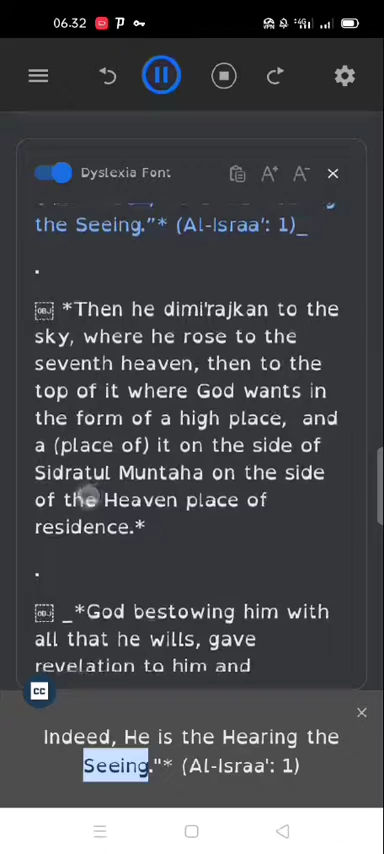 06.32
Dyslexia Font
A+ A-
the Seeing."* (Al-Israa': 1)_
.
*Then he dimi'rajkan to the
sky, where he rose to the
seventh heaven, then to the
top of it where God wants in
the form of a high place, and
a (place of) it on the side of
Sidratul Muntaha on the side
of the Heaven place of
residence.*
.
_*God bestowing him with
all that he wills, gave
revelation to him and
CC
Indeed, He is the Hearing the
Seeing."* (Al-Israa': 1)